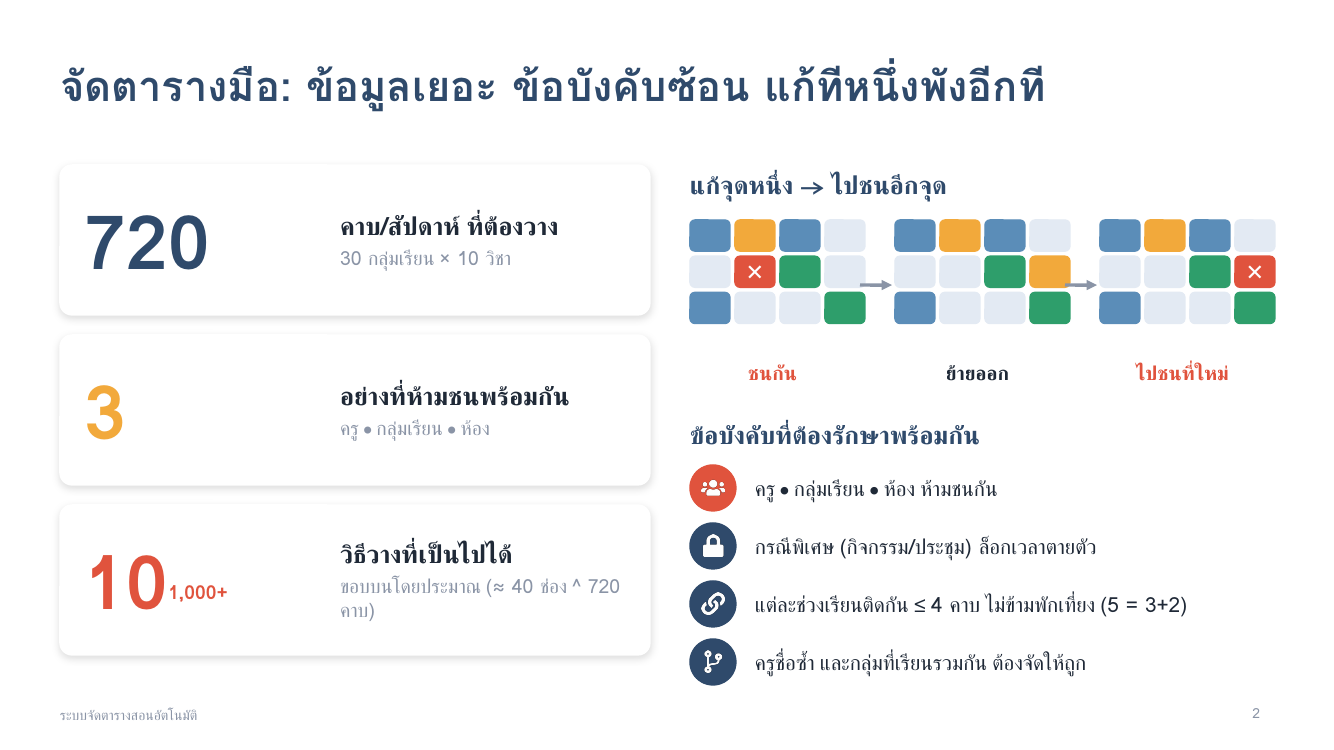 จัดตารางมือ: ข้อมูลเยอะ ข้อบังคับซ้อน แก้ทีหนึ่งพังอีกที
720
คาบ/สัปดาห์ ที่ต้องวาง
30 กลุ่มเรียน × 10 วิชา
3
อย่างที่ห้ามชนพร้อมกัน
ครู • กลุ่มเรียน • ห้อง
10 1,000+
วิธีวางที่เป็นไปได้
ขอบบนโดยประมาณ (≈ 40 ช่อง ^ 720
คาบ)
แก้จุดหนึ่ง → ไปชนอีกจุด
ชนกัน
ย้ายออก
ไปชนที่ใหม่
ข้อบังคับที่ต้องรักษาพร้อมกัน
ครู • กลุ่มเรียน • ห้อง ห้ามชนกัน
กรณีพิเศษ (กิจกรรม/ประชุม) ล็อกเวลาตายตัว
แต่ละช่วงเรียนติดกัน ≤ 4 คาบ ไม่ข้ามพักเที่ยง (5 = 3+2)
ครูชื่อซ้ำ และกลุ่มที่เรียนรวมกัน ต้องจัดให้ถูก
ระบบจัดตารางสอนอัตโนมัติ
2